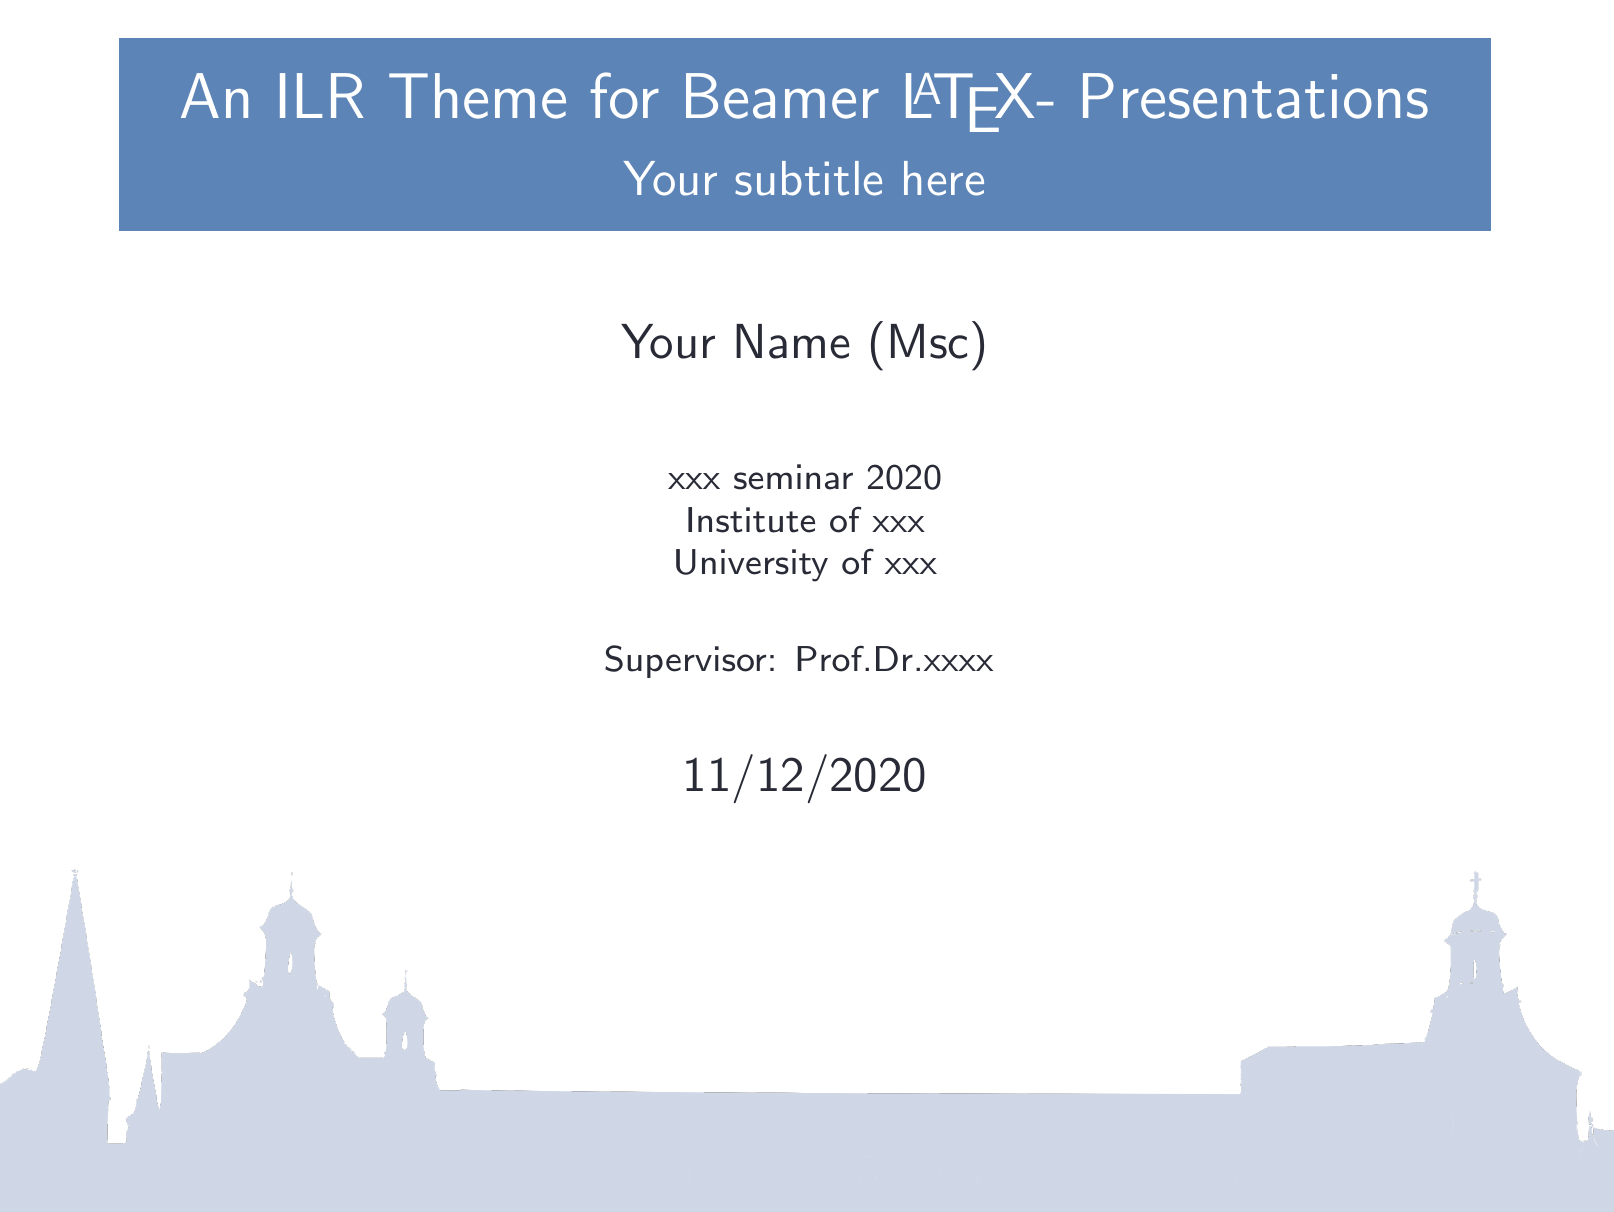 An ILR Theme for Beamer LATEX- Presentations
Your subtitle here
Your Name (Msc)
xxx seminar 2020
Institute of xxx
University of xxx
Supervisor: Prof.Dr.xxxx
11/12/2020